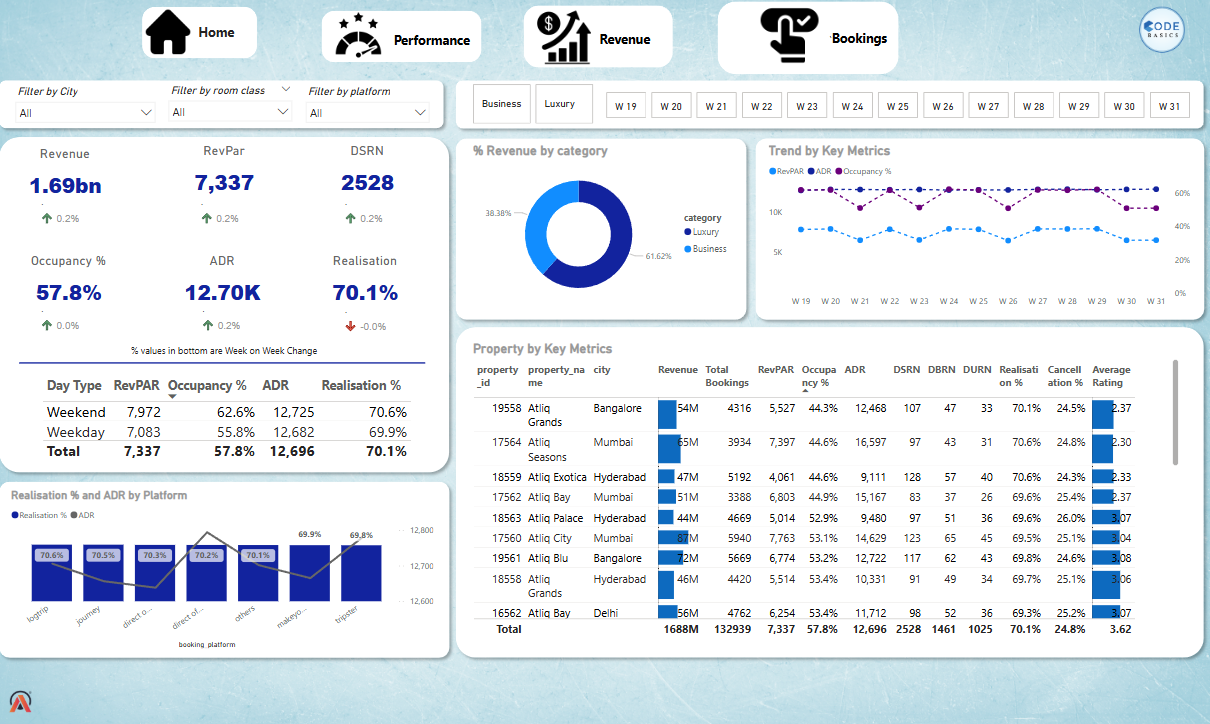 Home
Performance
Revenue
Bookings
CODE
BASICS
Filter by City
All
Filter by room class
All
Filter by platform
All
Business
Luxury
W 19
W 20
W 21
W 22
W 23
W 24
W 25
W 26
W 27
W 28
W 29
W 30
W 31
Revenue
1.69bn
0.2%
RevPar
7,337
0.2%
DSRN
2528
0.2%
Occupancy %
57.8%
0.0%
ADR
12.70K
0.2%
Realisation
70.1%
-0.0%
% values in bottom are Week on Week Change
Day Type RevPAR Occupancy % ADR Realisation %
Weekend 7,972 62.6% 12,725 70.6%
Weekday 7,083 55.8% 12,682 69.9%
Total 7,337 57.8% 12,696 70.1%
% Revenue by category
38.38%
61.62%
category
Luxury
Business
Trend by Key Metrics
RevPAR ADR Occupancy %
10K
5K
60%
40%
20%
0%
W 19 W 20 W 21 W 22 W 23 W 24 W 25 W 26 W 27 W 28 W 29 W 30 W 31
Realisation % and ADR by Platform
Realisation % ADR
70.6% 70.5% 70.3% 70.2% 70.1% 69.9% 69.8%
12,800
12,700
12,600
logtrip journey direct o... direct of... others makeyo... tripster
booking_platform
Property by Key Metrics
property property_na city Revenue Total RevPAR Occupa ADR DSRN DBRN DURN Realisati Cancell Average
_id me Bookings ncy % on % ation % Rating
19558 Atliq Bangalore 54M 4316 5,527 44.3% 12,468 107 47 33 70.1% 24.5% 2.37
Grands
17564 Atliq Mumbai 65M 3934 7,397 44.6% 16,597 97 43 31 70.6% 24.8% 2.30
Seasons
18559 Atliq Exotica Hyderabad 47M 5192 4,061 44.6% 9,111 128 57 40 70.6% 24.3% 2.33
17562 Atliq Bay Mumbai 51M 3388 6,803 44.9% 15,167 83 37 26 69.6% 25.4% 2.37
18563 Atliq Palace Hyderabad 44M 4669 5,014 52.9% 9,480 97 51 36 69.6% 26.0% 3.07
17560 Atliq City Mumbai 87M 6013 7,763 53.1% 14,629 123 65 45 69.5% 25.1% 3.04
19561 Atliq Blu Bangalore 72M 5669 6,774 53.2% 12,722 117 62 43 69.8% 24.6% 3.08
18558 Atliq Hyderabad 46M 4420 5,514 53.4% 10,331 91 49 34 69.7% 25.1% 3.06
Grands
16562 Atliq Bay Delhi 56M 4762 6,254 53.4% 11,712 98 52 36 69.3% 25.2% 3.07
Total 1688M 132939 7,337 57.8% 12,696 2528 1461 1025 70.1% 24.8% 3.62